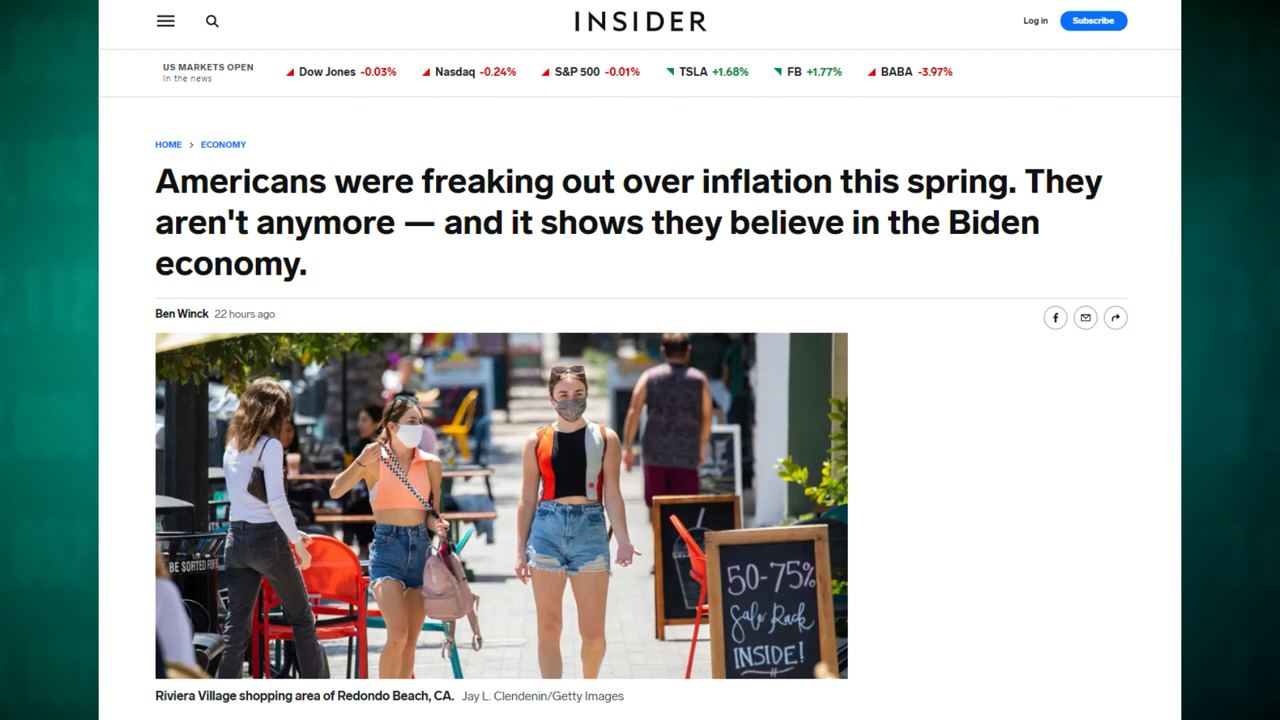 INSIDER
Log in
Subscribe
US MARKETS OPEN
In the news
Dow Jones -0.03%
Nasdaq -0.24%
S&P 500 -0.01%
TSLA +1.68%
FB +1.77%
BABA -3.97%
HOME > ECONOMY
Americans were freaking out over inflation this spring. They
aren't anymore — and it shows they believe in the Biden
economy.
Ben Winck 22 hours ago
BE SORTED FOR
50-75%
Sale Rack
INSIDE!
Riviera Village shopping area of Redondo Beach, CA. Jay L. Clendenin/Getty Images